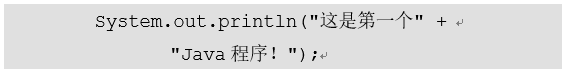 System.out.println("这是第一个" + ↵
"Java 程序！");↵